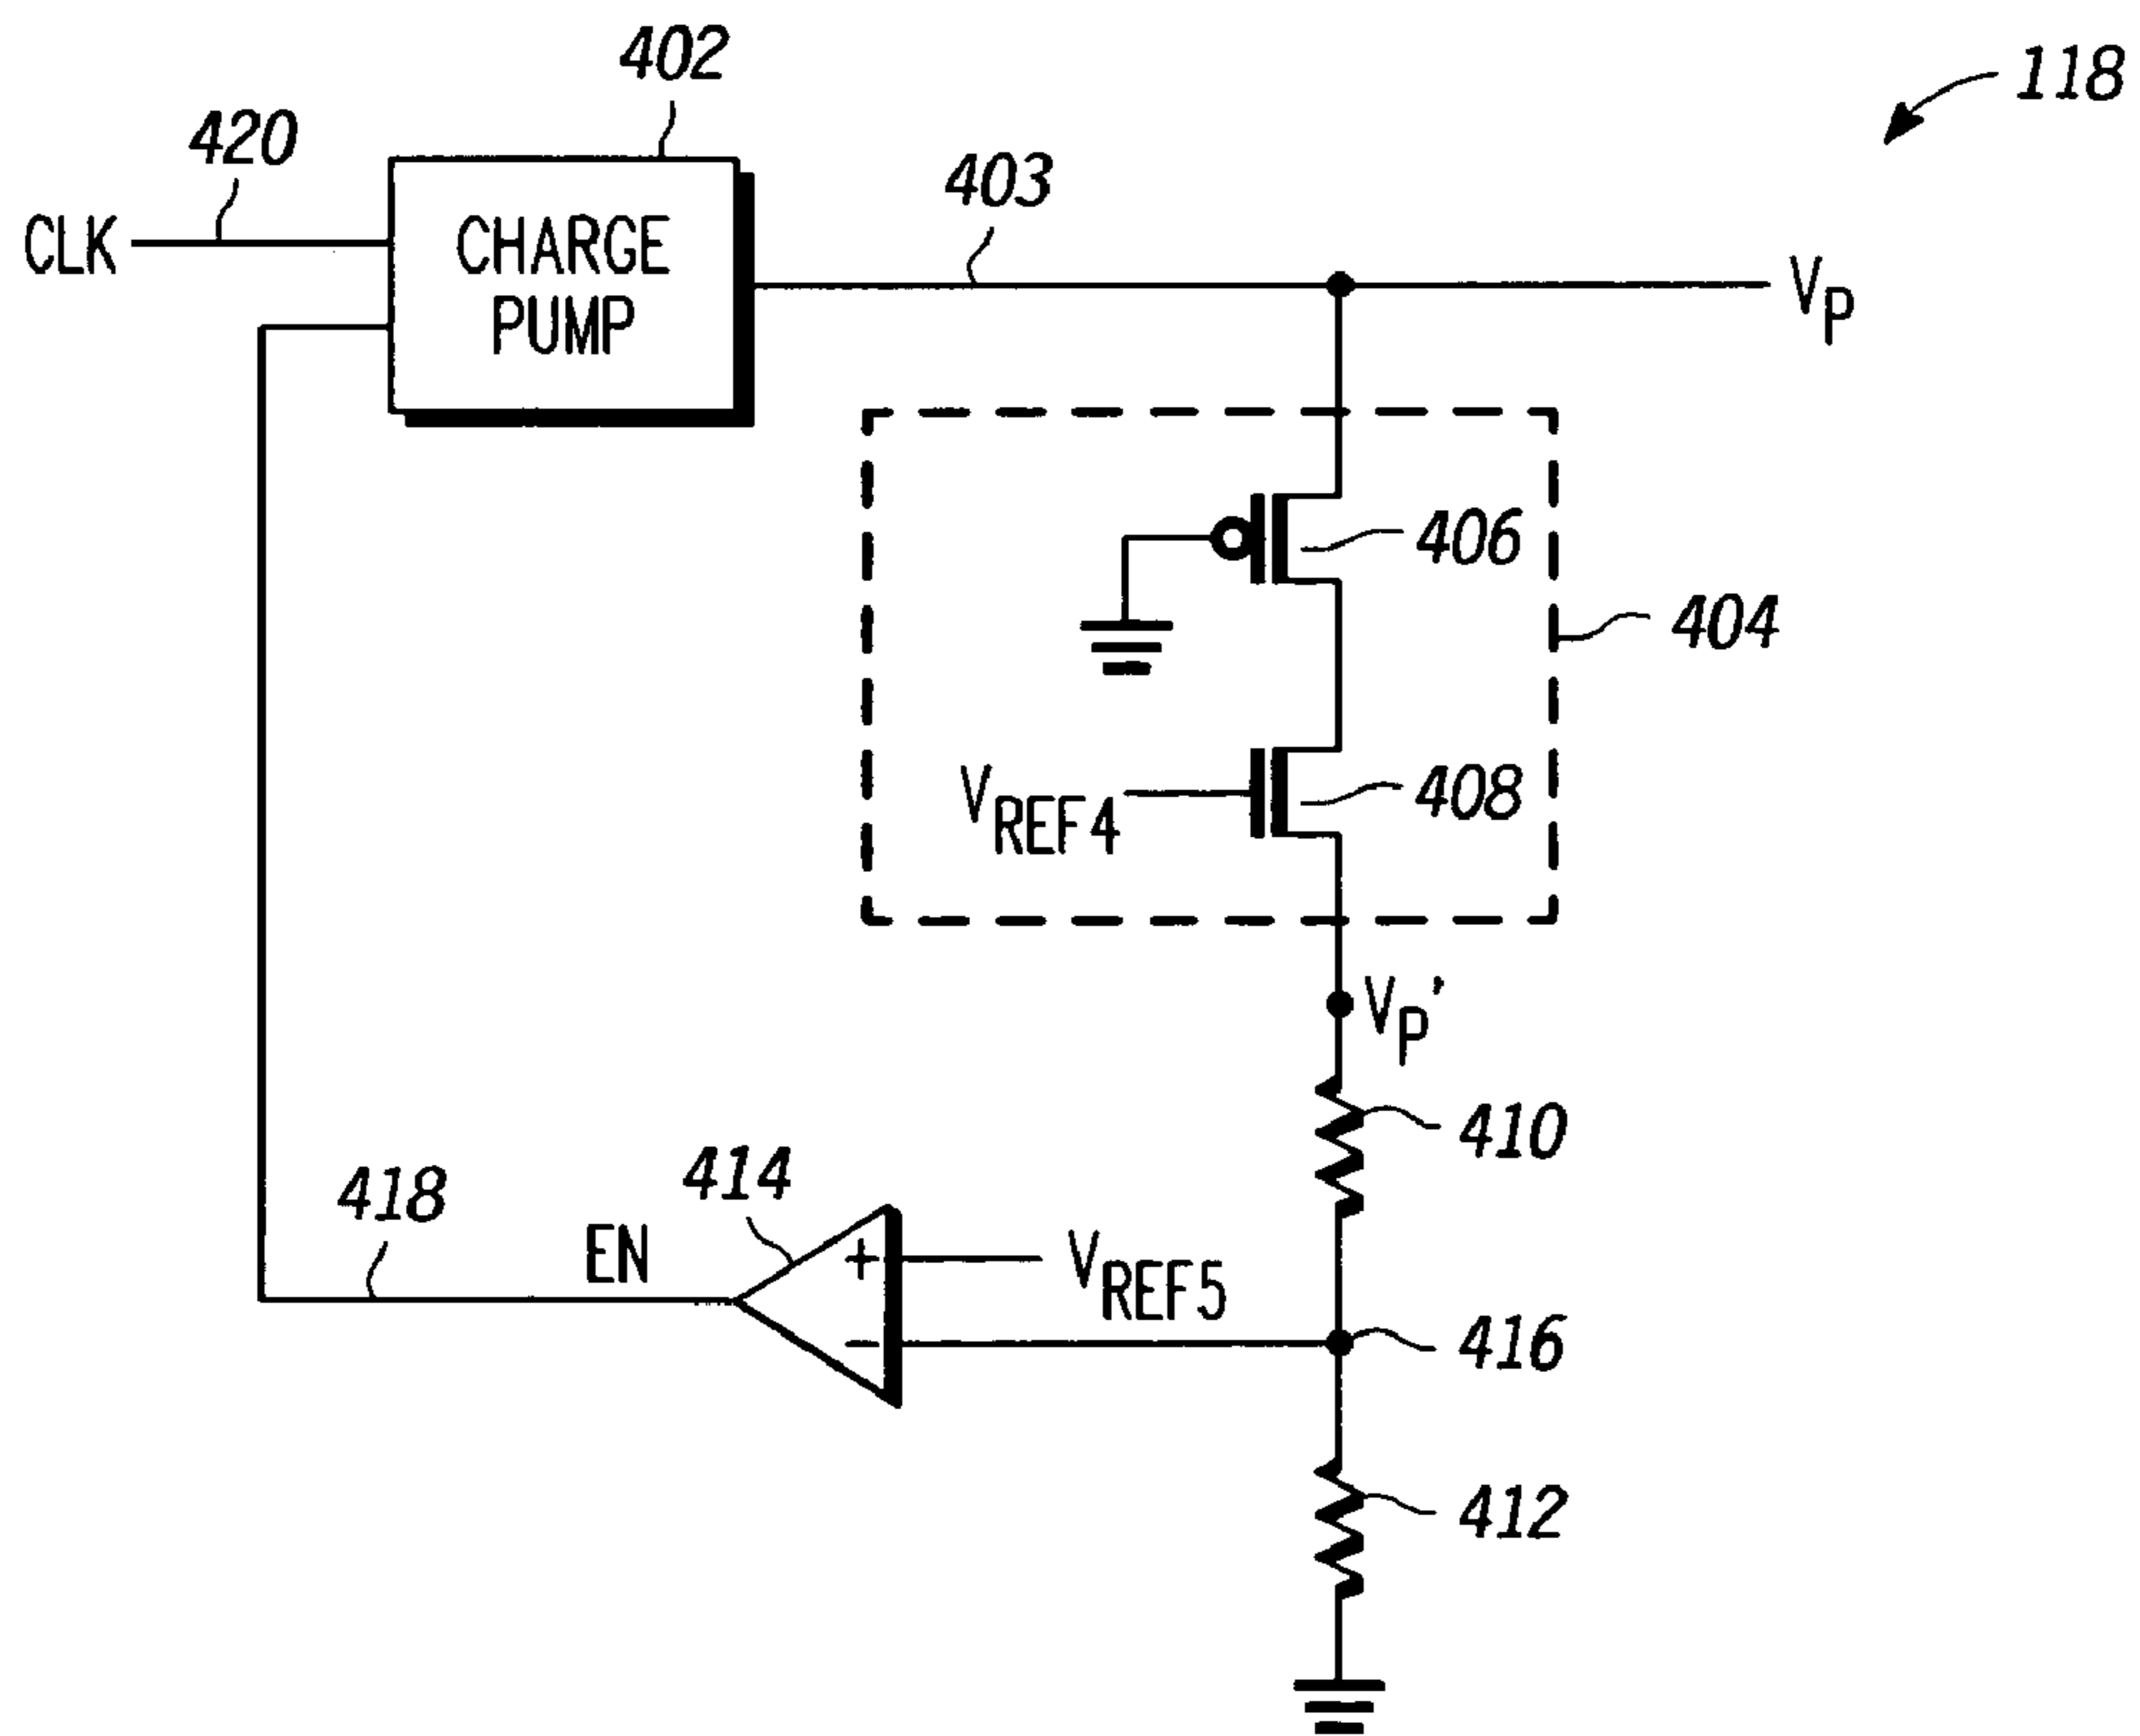 402
118
420
403
CLK
CHARGE
PUMP
VP
406
404
VREF4
408
VP'
410
414
418
EN
+
VREF5
−
416
412